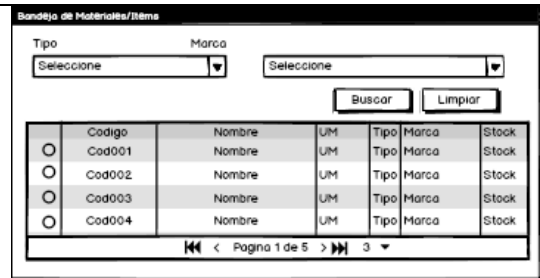 Bandeja de Materiales/Items
Tipo Marca
Seleccione Seleccione
Buscar Limpiar
Codigo Nombre UM Tipo Marca Stock
Cod001 Nombre UM Tipo Marca Stock
Cod002 Nombre UM Tipo Marca Stock
Cod003 Nombre UM Tipo Marca Stock
Cod004 Nombre UM Tipo Marca Stock
Pagina 1 de 5 3